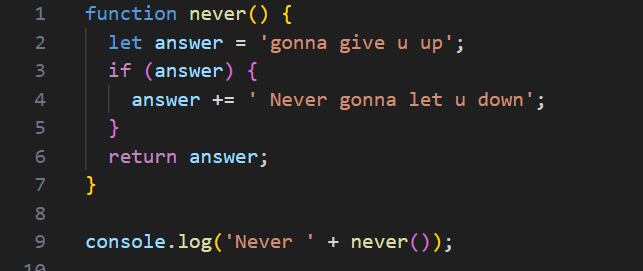 1 function never() {
2 let answer = 'gonna give u up';
3 if (answer) {
4 answer += ' Never gonna let u down';
5 }
6 return answer;
7 }
8
9 console.log('Never ' + never());
10